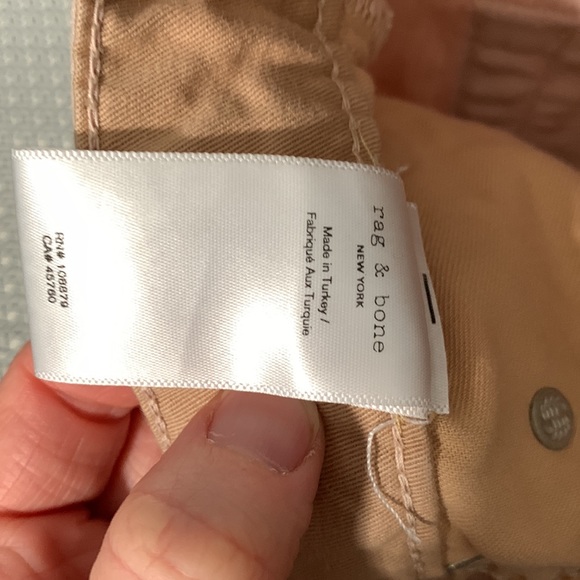 rag & bone
NEW YORK
Made in Turkey /
Fabriqué Aux Turquie
RN# 108879
CA# 45760